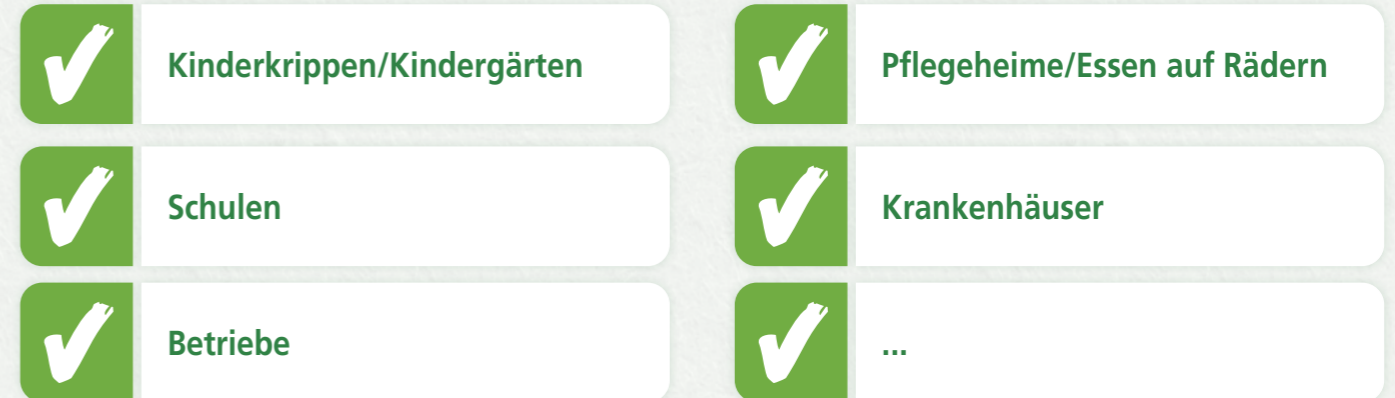 Kinderkrippen/Kindergärten
Pflegeheime/Essen auf Rädern
Schulen
Krankenhäuser
Betriebe
...